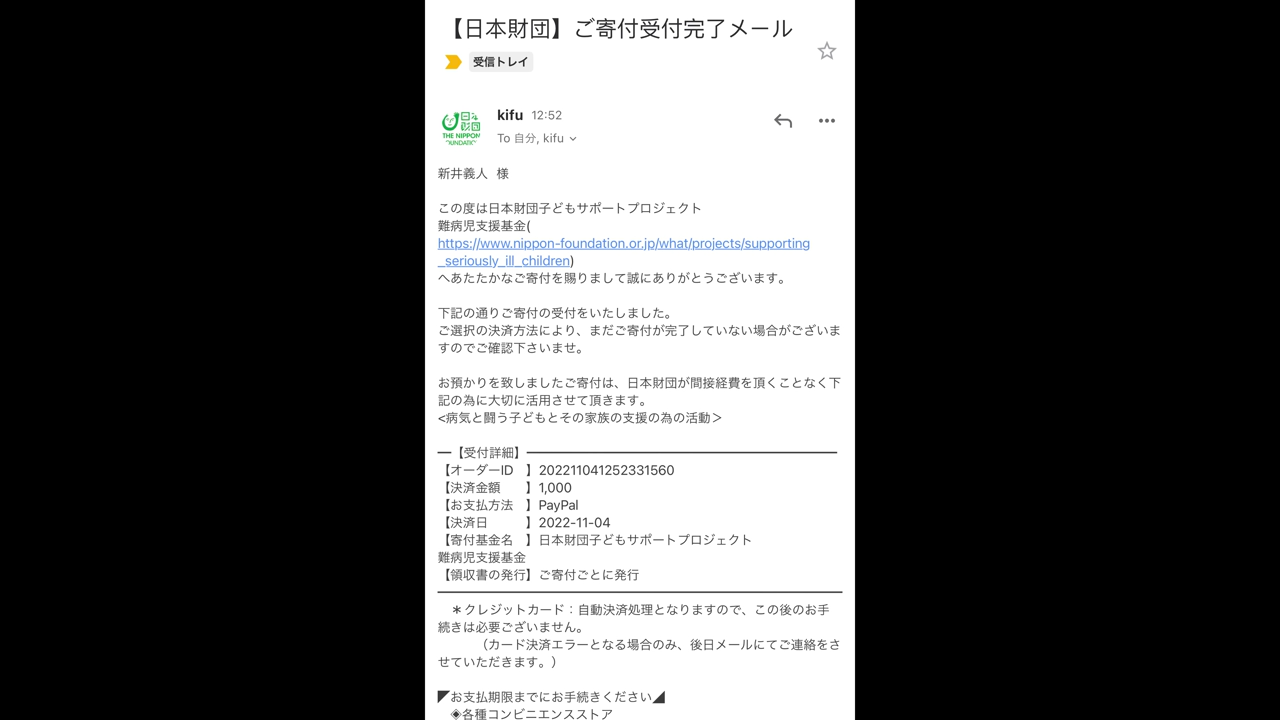 【日本財団】ご寄付受付完了メール
受信トレイ
kifu 12:52
To 自分, kifu
THE NIPPON
新井義人 様
この度は日本財団子どもサポートプロジェクト
難病児支援基金(
https://www.nippon-foundation.or.jp/what/projects/supporting
_seriously_ill_children)
へあたたかなご寄付を賜りまして誠にありがとうございます。
下記の通りご寄付の受付をいたしました。
ご選択の決済方法により、まだご寄付が完了していない場合がございま
すのでご確認下さいませ。
お預かりを致しましたご寄付は、日本財団が間接経費を頂くことなく下
記の為に大切に活用させて頂きます。
<病気と闘う子どもとその家族の支援の為の活動＞
━【受付詳細】━━━━━━━━━━━━━━━━━━━━━━━━
【オーダーID 】202211041252331560
【決済金額 】1,000
【お支払方法 】PayPal
【決済日 】2022-11-04
【寄付基金名 】日本財団子どもサポートプロジェクト
難病児支援基金
【領収書の発行】ご寄付ごとに発行
＊クレジットカード：自動決済処理となりますので、この後のお手
続きは必要ございません。
（カード決済エラーとなる場合のみ、後日メールにてご連絡をさ
せていただきます。）
◤お支払期限までにお手続きください◢
◈各種コンビニエンスストア